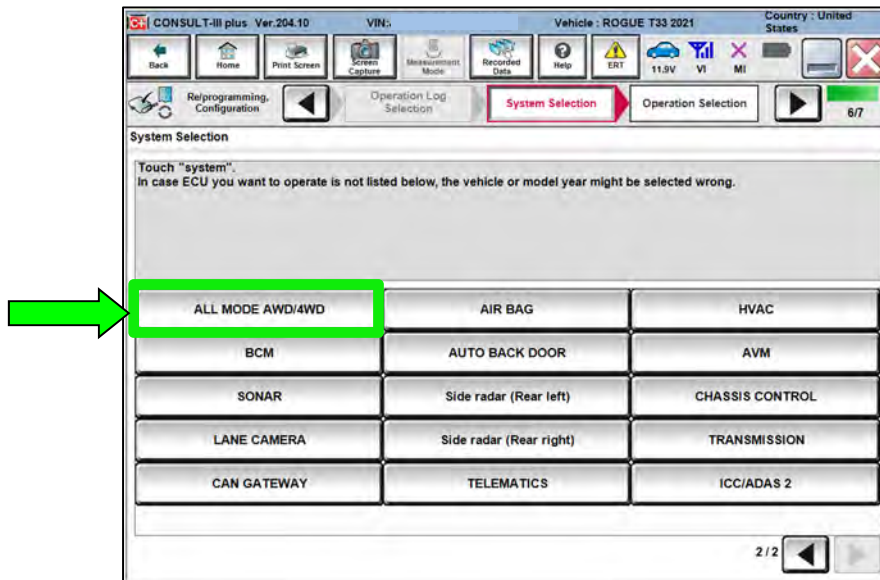 CONSULT-III plus Ver.204.10 VIN: Vehicle : ROGUE T33 2021 Country : United States
Back Home Print Screen Screen Capture Measurement Mode Recorded Data Help ERT 11.9V VI MI
Re/programming, Configuration Operation Log Selection System Selection Operation Selection 6/7
System Selection
Touch "system".
In case ECU you want to operate is not listed below, the vehicle or model year might be selected wrong.
ALL MODE AWD/4WD AIR BAG HVAC
BCM AUTO BACK DOOR AVM
SONAR Side radar (Rear left) CHASSIS CONTROL
LANE CAMERA Side radar (Rear right) TRANSMISSION
CAN GATEWAY TELEMATICS ICC/ADAS 2
2/2